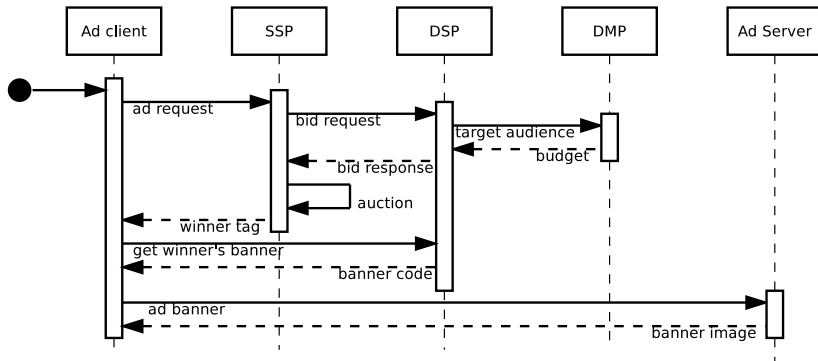 Ad client
SSP
DSP
DMP
Ad Server
ad request
bid request
target audience
budget
bid response
auction
winner tag
get winner's banner
banner code
ad banner
banner image